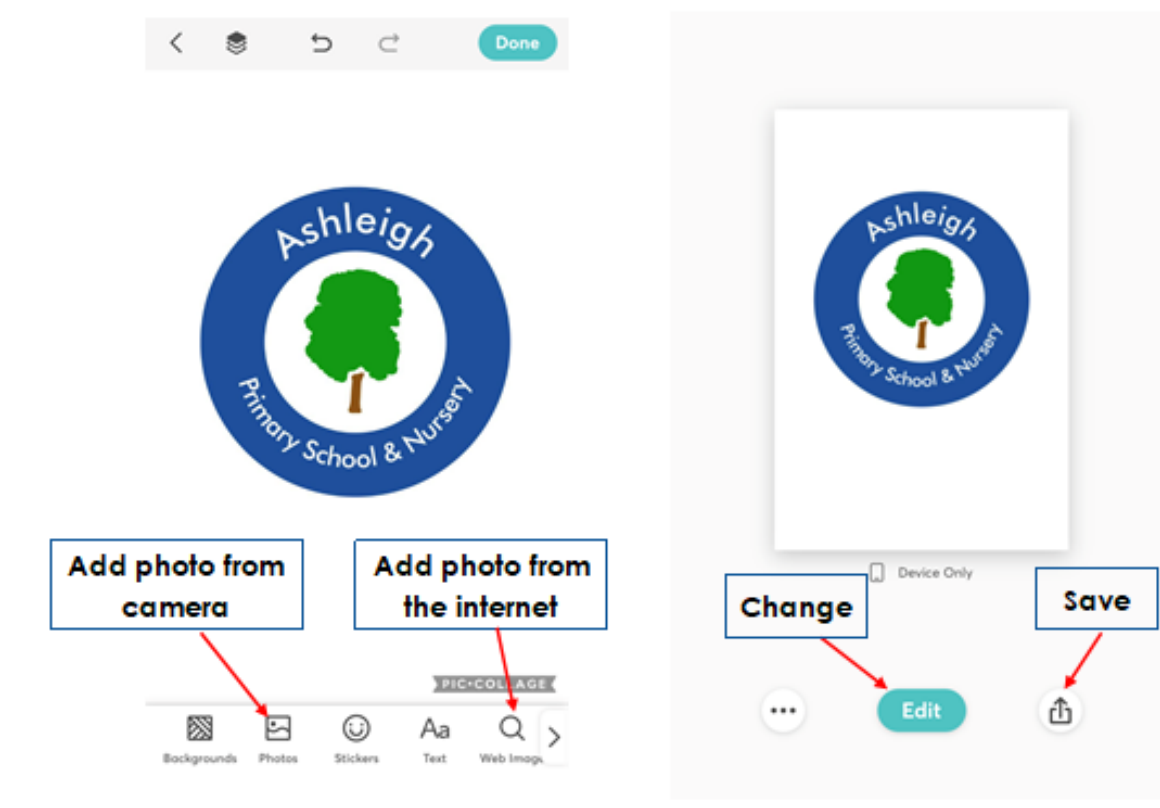 Done
Ashleigh
Primary School & Nursery
Add photo from
camera
Add photo from
the internet
PIC•COLLAGE
Backgrounds
Photos
Stickers
Text
Aa
Web Image
Ashleigh
Primary School & Nursery
Device Only
Change
Save
Edit